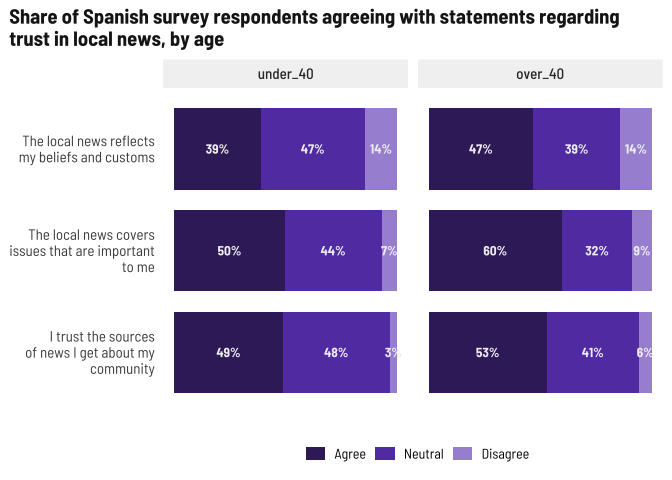 Share of Spanish survey respondents agreeing with statements regarding
trust in local news, by age
under_40
over_40
The local news reflects
my beliefs and customs
39%
47%
14%
47%
39%
14%
The local news covers
issues that are important
to me
50%
44%
7%
60%
32%
9%
I trust the sources
of news I get about my
community
49%
48%
3%
53%
41%
6%
Agree
Neutral
Disagree